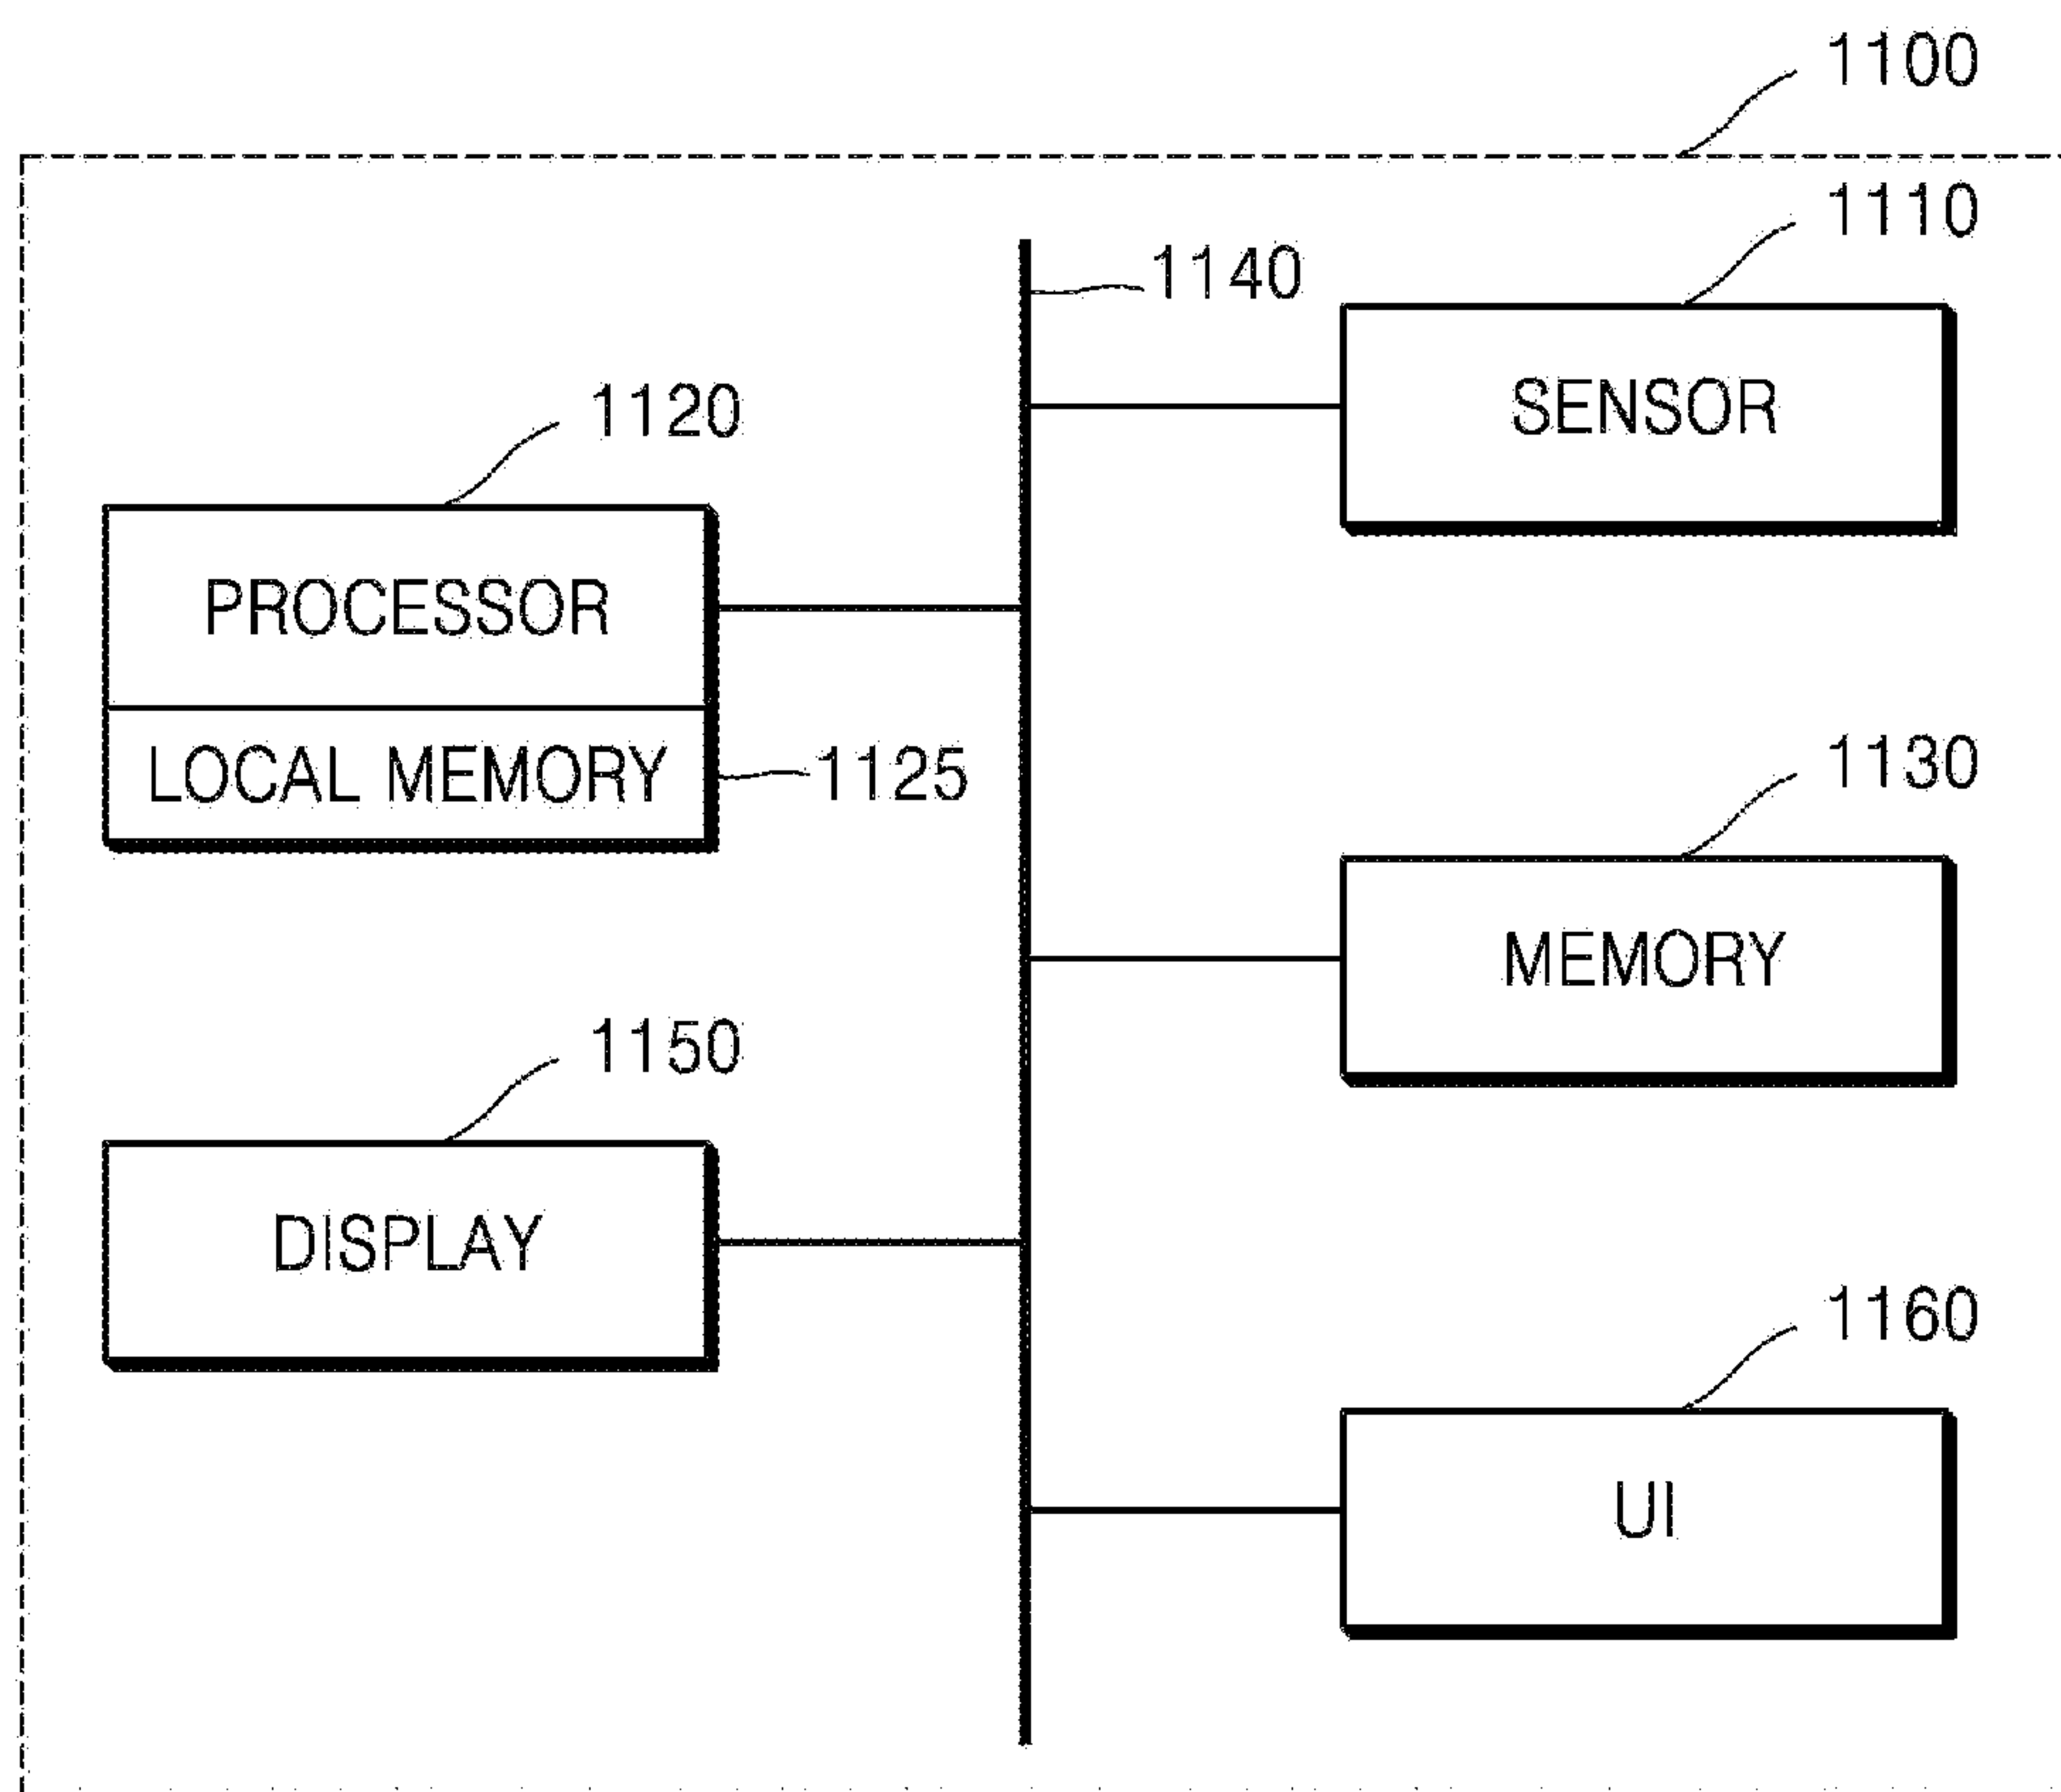 1100
1110
1140
SENSOR
1120
PROCESSOR
LOCAL MEMORY
1125
1130
MEMORY
1150
DISPLAY
1160
UI